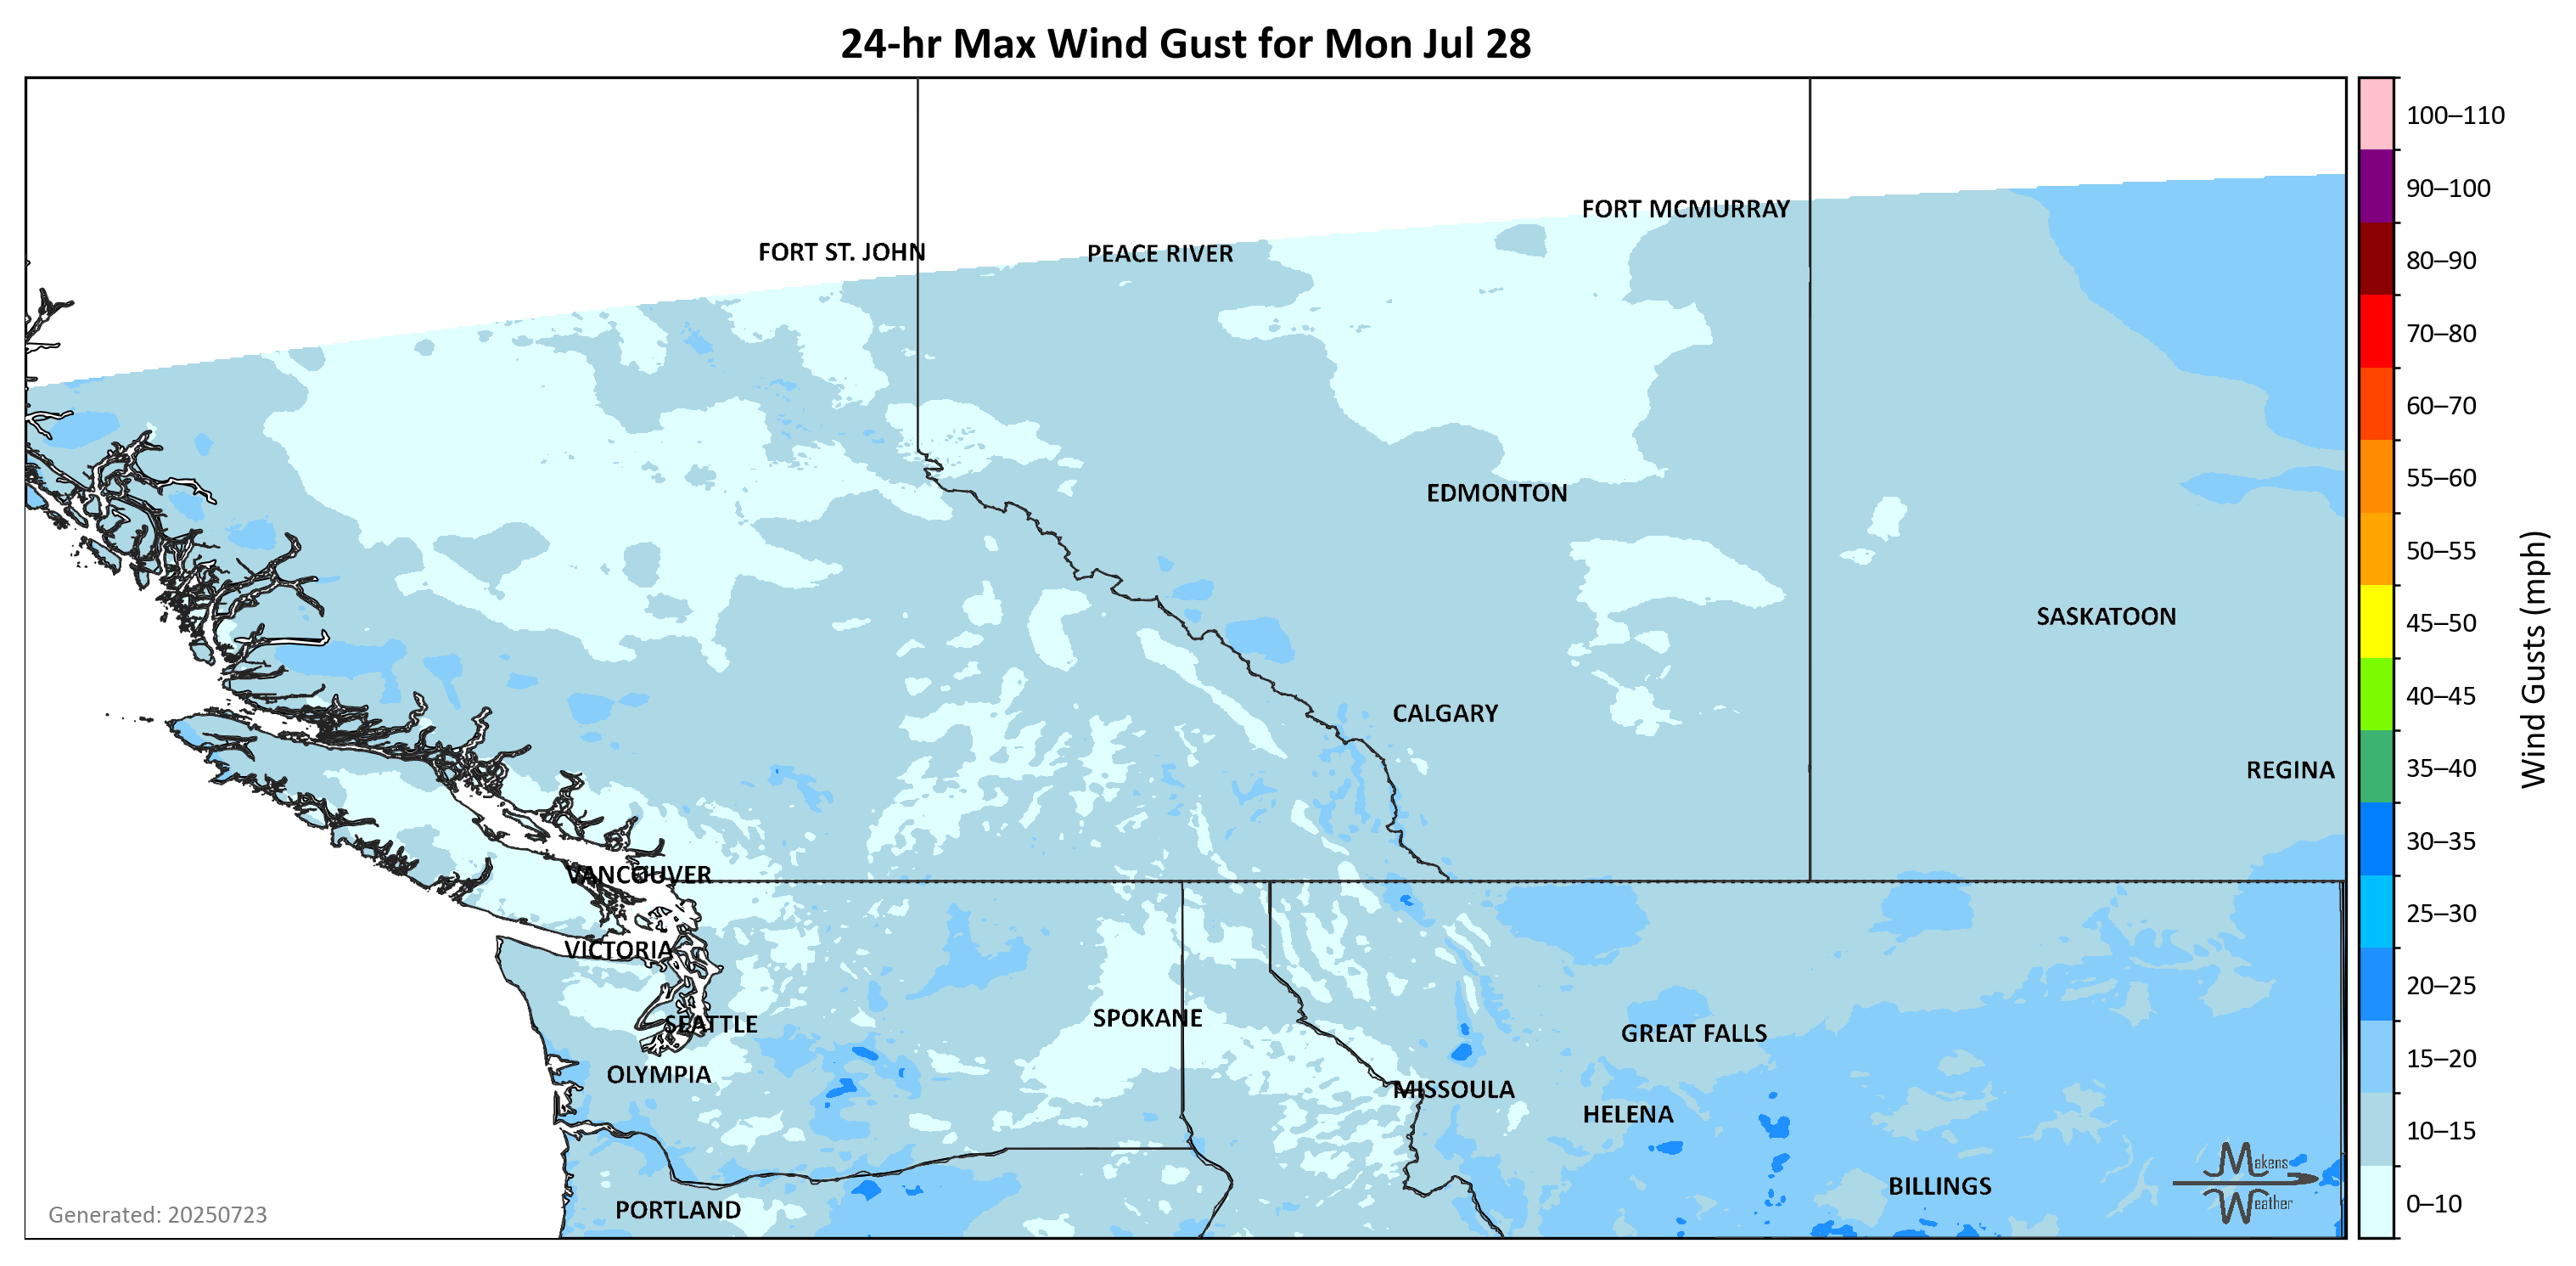 24-hr Max Wind Gust for Mon Jul 28
100–110
90–100
80–90
70–80
60–70
55–60
50–55
45–50
40–45
35–40
30–35
25–30
20–25
15–20
10–15
0–10
Wind Gusts (mph)
FORT MCMURRAY
FORT ST. JOHN
PEACE RIVER
EDMONTON
SASKATOON
CALGARY
REGINA
VANCOUVER
VICTORIA
SEATTLE
SPOKANE
GREAT FALLS
OLYMPIA
MISSOULA
HELENA
BILLINGS
PORTLAND
Makens
Weather
Generated: 20250723